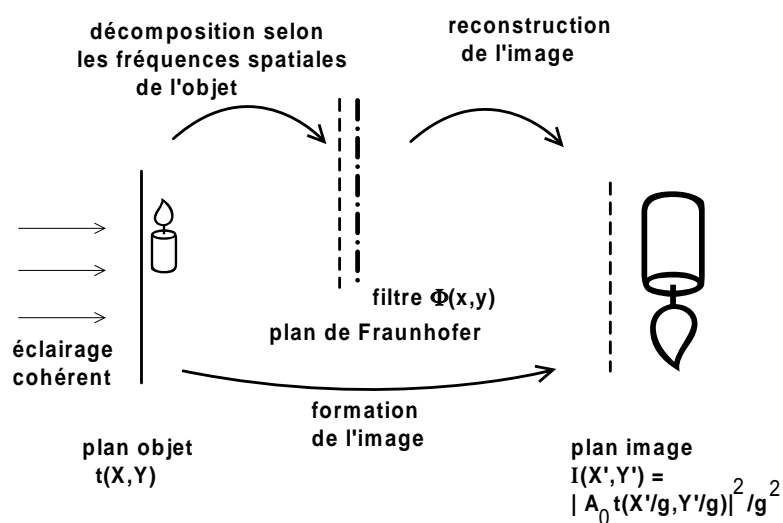 décomposition selon
les fréquences spatiales
de l'objet
reconstruction
de l'image
filtre Φ(x,y)
plan de Fraunhofer
éclairage
cohérent
formation
de l'image
plan objet
t(X,Y)
plan image
I(X',Y') =
| A₀ t(X'/g,Y'/g)|²/g²